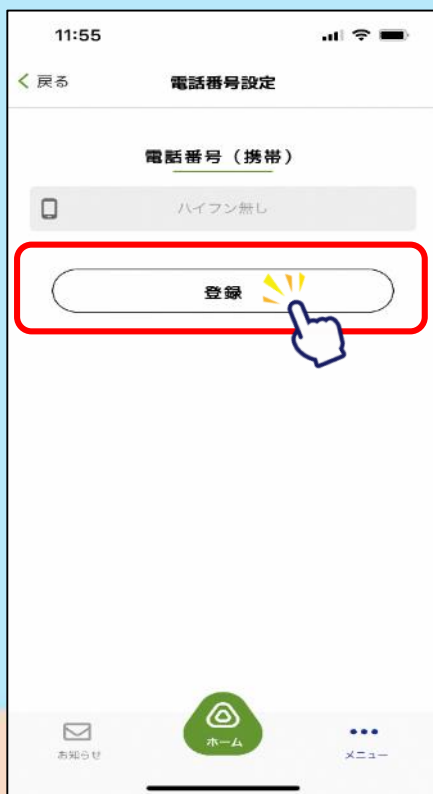 11:55
戻る
電話番号設定
電話番号（携帯）
ハイフン無し
登録
お知らせ
ホーム
メニュー